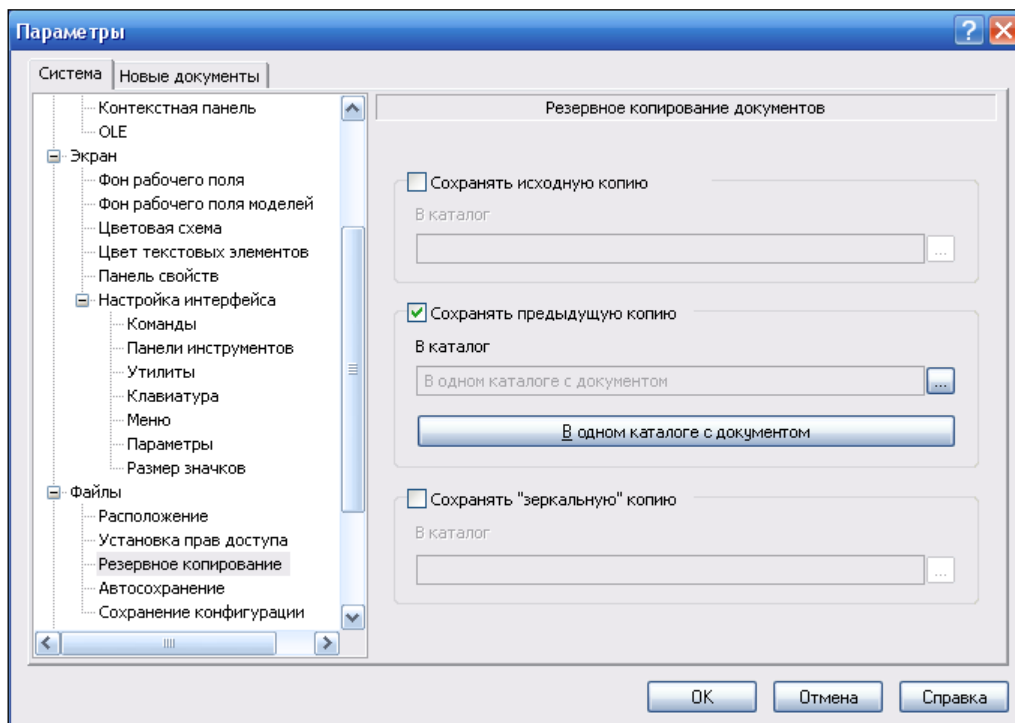 Параметры
Система
Новые документы
Контекстная панель
OLE
Экран
Фон рабочего поля
Фон рабочего поля моделей
Цветовая схема
Цвет текстовых элементов
Панель свойств
Настройка интерфейса
Команды
Панели инструментов
Утилиты
Клавиатура
Меню
Параметры
Размер значков
Файлы
Расположение
Установка прав доступа
Резервное копирование
Автосохранение
Сохранение конфигурации
Резервное копирование документов
Сохранять исходную копию
В каталог
...
Сохранять предыдущую копию
В каталог
В одном каталоге с документом
...
В одном каталоге с документом
Сохранять "зеркальную" копию
В каталог
...
OK
Отмена
Справка